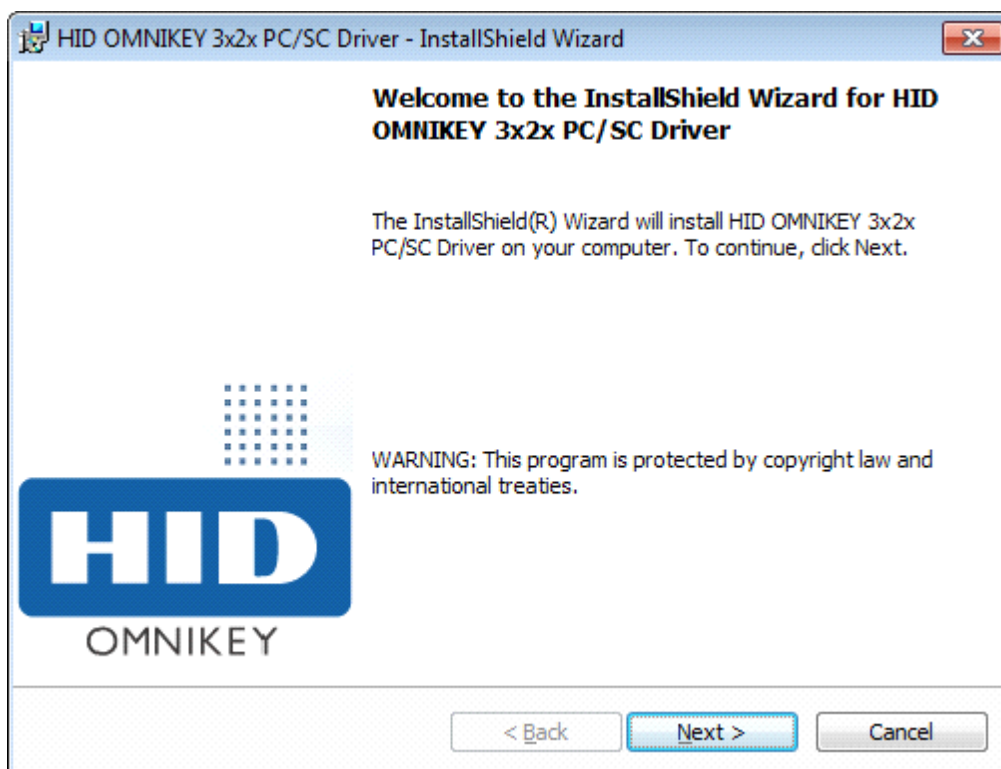 HID OMNIKEY 3x2x PC/SC Driver - InstallShield Wizard
Welcome to the InstallShield Wizard for HID
OMNIKEY 3x2x PC/SC Driver
The InstallShield(R) Wizard will install HID OMNIKEY 3x2x
PC/SC Driver on your computer. To continue, click Next.
WARNING: This program is protected by copyright law and
international treaties.
HID
OMNIKEY
< Back
Next >
Cancel